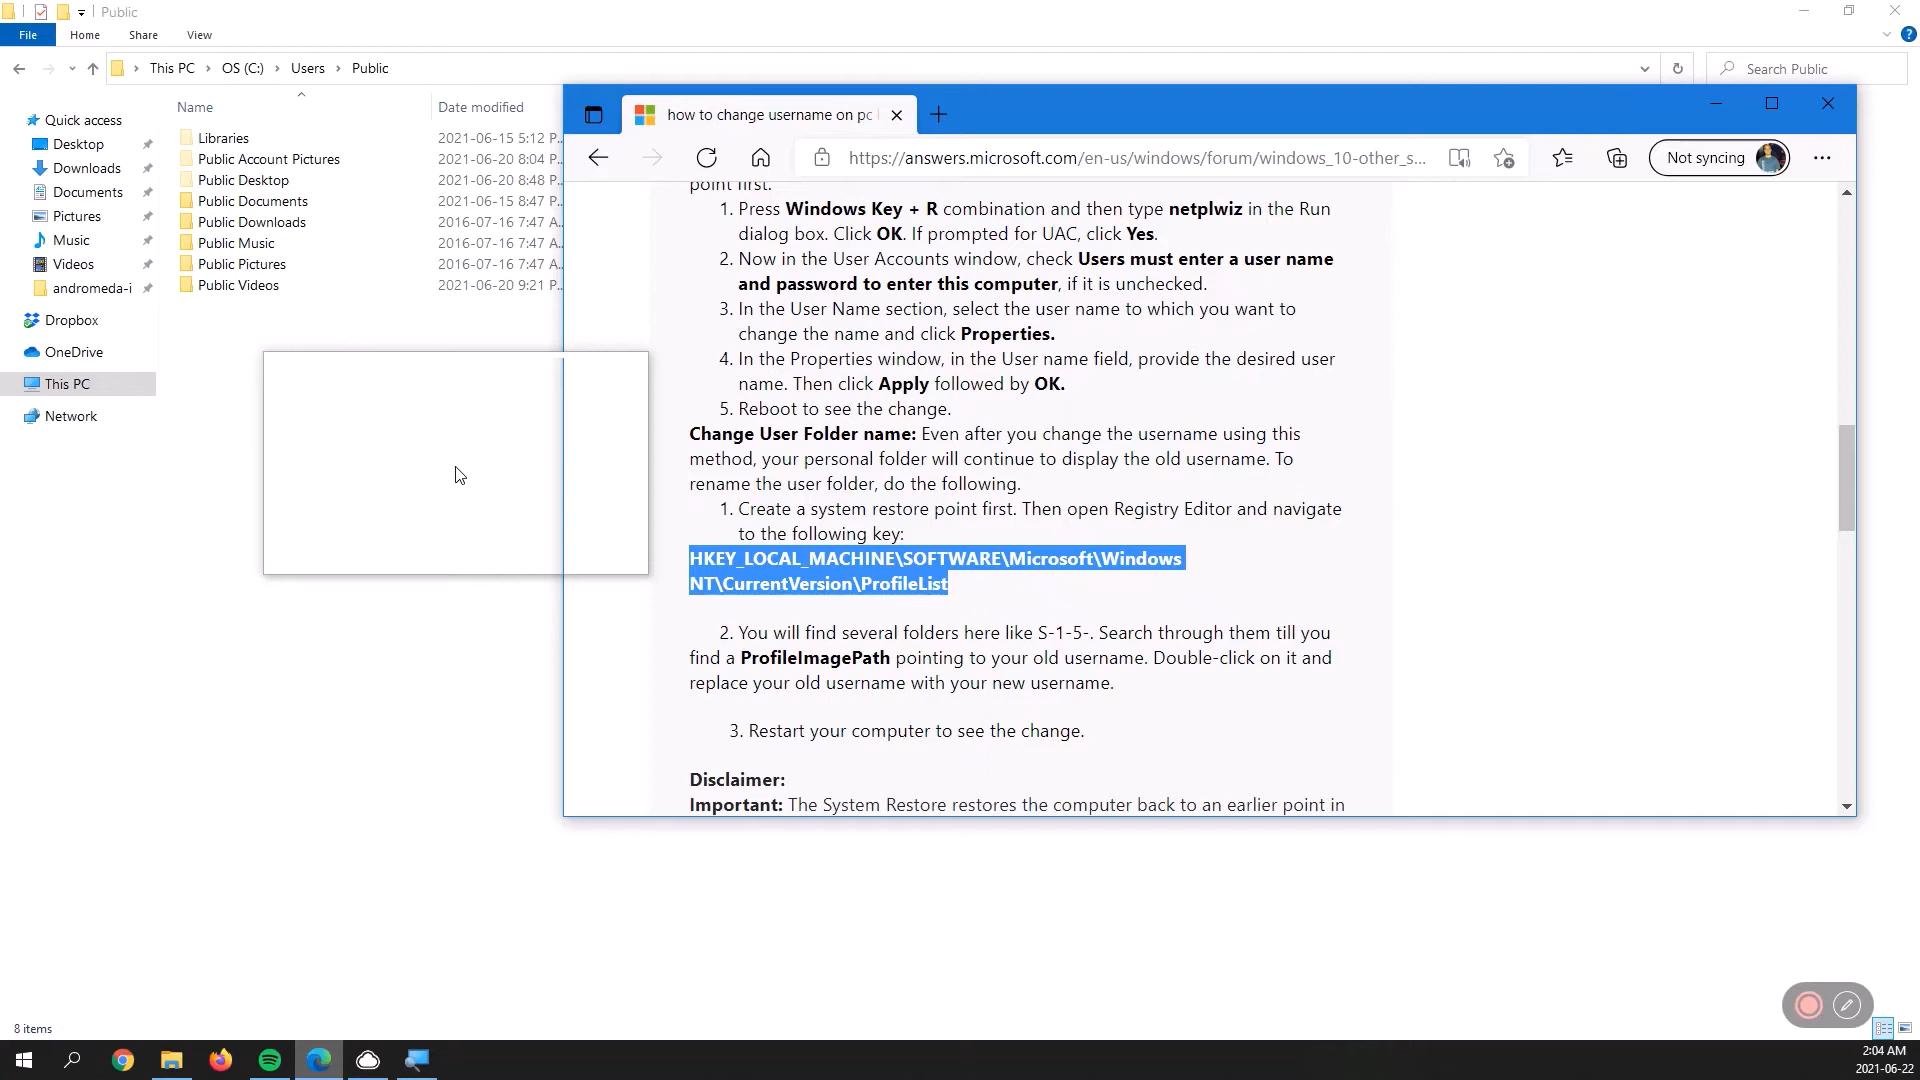 Public
File Home Share View
This PC OS (C:) Users Public
Search Public
Name Date modified
Quick access
Desktop
Downloads
Documents
Pictures
Music
Videos
andromeda-i
Dropbox
OneDrive
This PC
Network
Libraries 2021-06-15 5:12 P...
Public Account Pictures 2021-06-20 8:04 P...
Public Desktop 2021-06-20 8:48 P...
Public Documents 2021-06-15 8:47 P...
Public Downloads 2016-07-16 7:47 A...
Public Music 2016-07-16 7:47 A...
Public Pictures 2016-07-16 7:47 A...
Public Videos 2021-06-20 9:21 P...
how to change username on pc
https://answers.microsoft.com/en-us/windows/forum/windows_10-other_s...
Not syncing
point first.
1. Press Windows Key + R combination and then type netplwiz in the Run
dialog box. Click OK. If prompted for UAC, click Yes.
2. Now in the User Accounts window, check Users must enter a user name
and password to enter this computer, if it is unchecked.
3. In the User Name section, select the user name to which you want to
change the name and click Properties.
4. In the Properties window, in the User name field, provide the desired user
name. Then click Apply followed by OK.
5. Reboot to see the change.
Change User Folder name: Even after you change the username using this
method, your personal folder will continue to display the old username. To
rename the user folder, do the following.
1. Create a system restore point first. Then open Registry Editor and navigate
to the following key:
HKEY_LOCAL_MACHINE\SOFTWARE\Microsoft\Windows
NT\CurrentVersion\ProfileList
2. You will find several folders here like S-1-5-. Search through them till you
find a ProfileImagePath pointing to your old username. Double-click on it and
replace your old username with your new username.
3. Restart your computer to see the change.
Disclaimer:
Important: The System Restore restores the computer back to an earlier point in
8 items
2:04 AM
2021-06-22